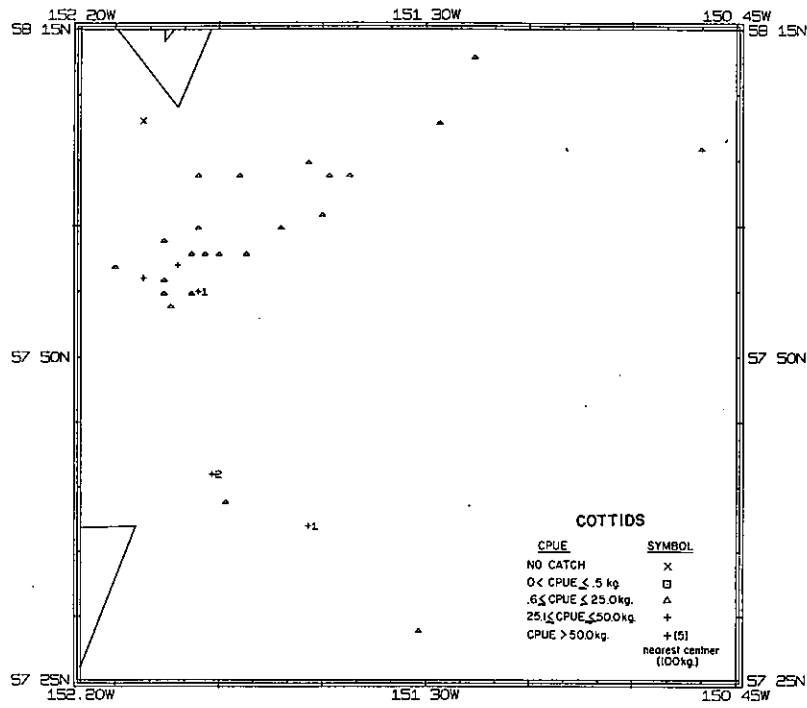 152 20W 151 30W 150 45W
58 15N 58 15N
+1
57 50N 57 50N
+2
+1
COTTIDS
CPUE SYMBOL
NO CATCH ×
0< CPUE ≤ .5 kg. □
.6≤ CPUE ≤ 25.0kg. △
25.1≤ CPUE ≤50.0kg. +
CPUE > 50.0kg. +(5)
nearest centner
(100kg.)
57 25N 57 25N
152.20W 151 30W 150 45W